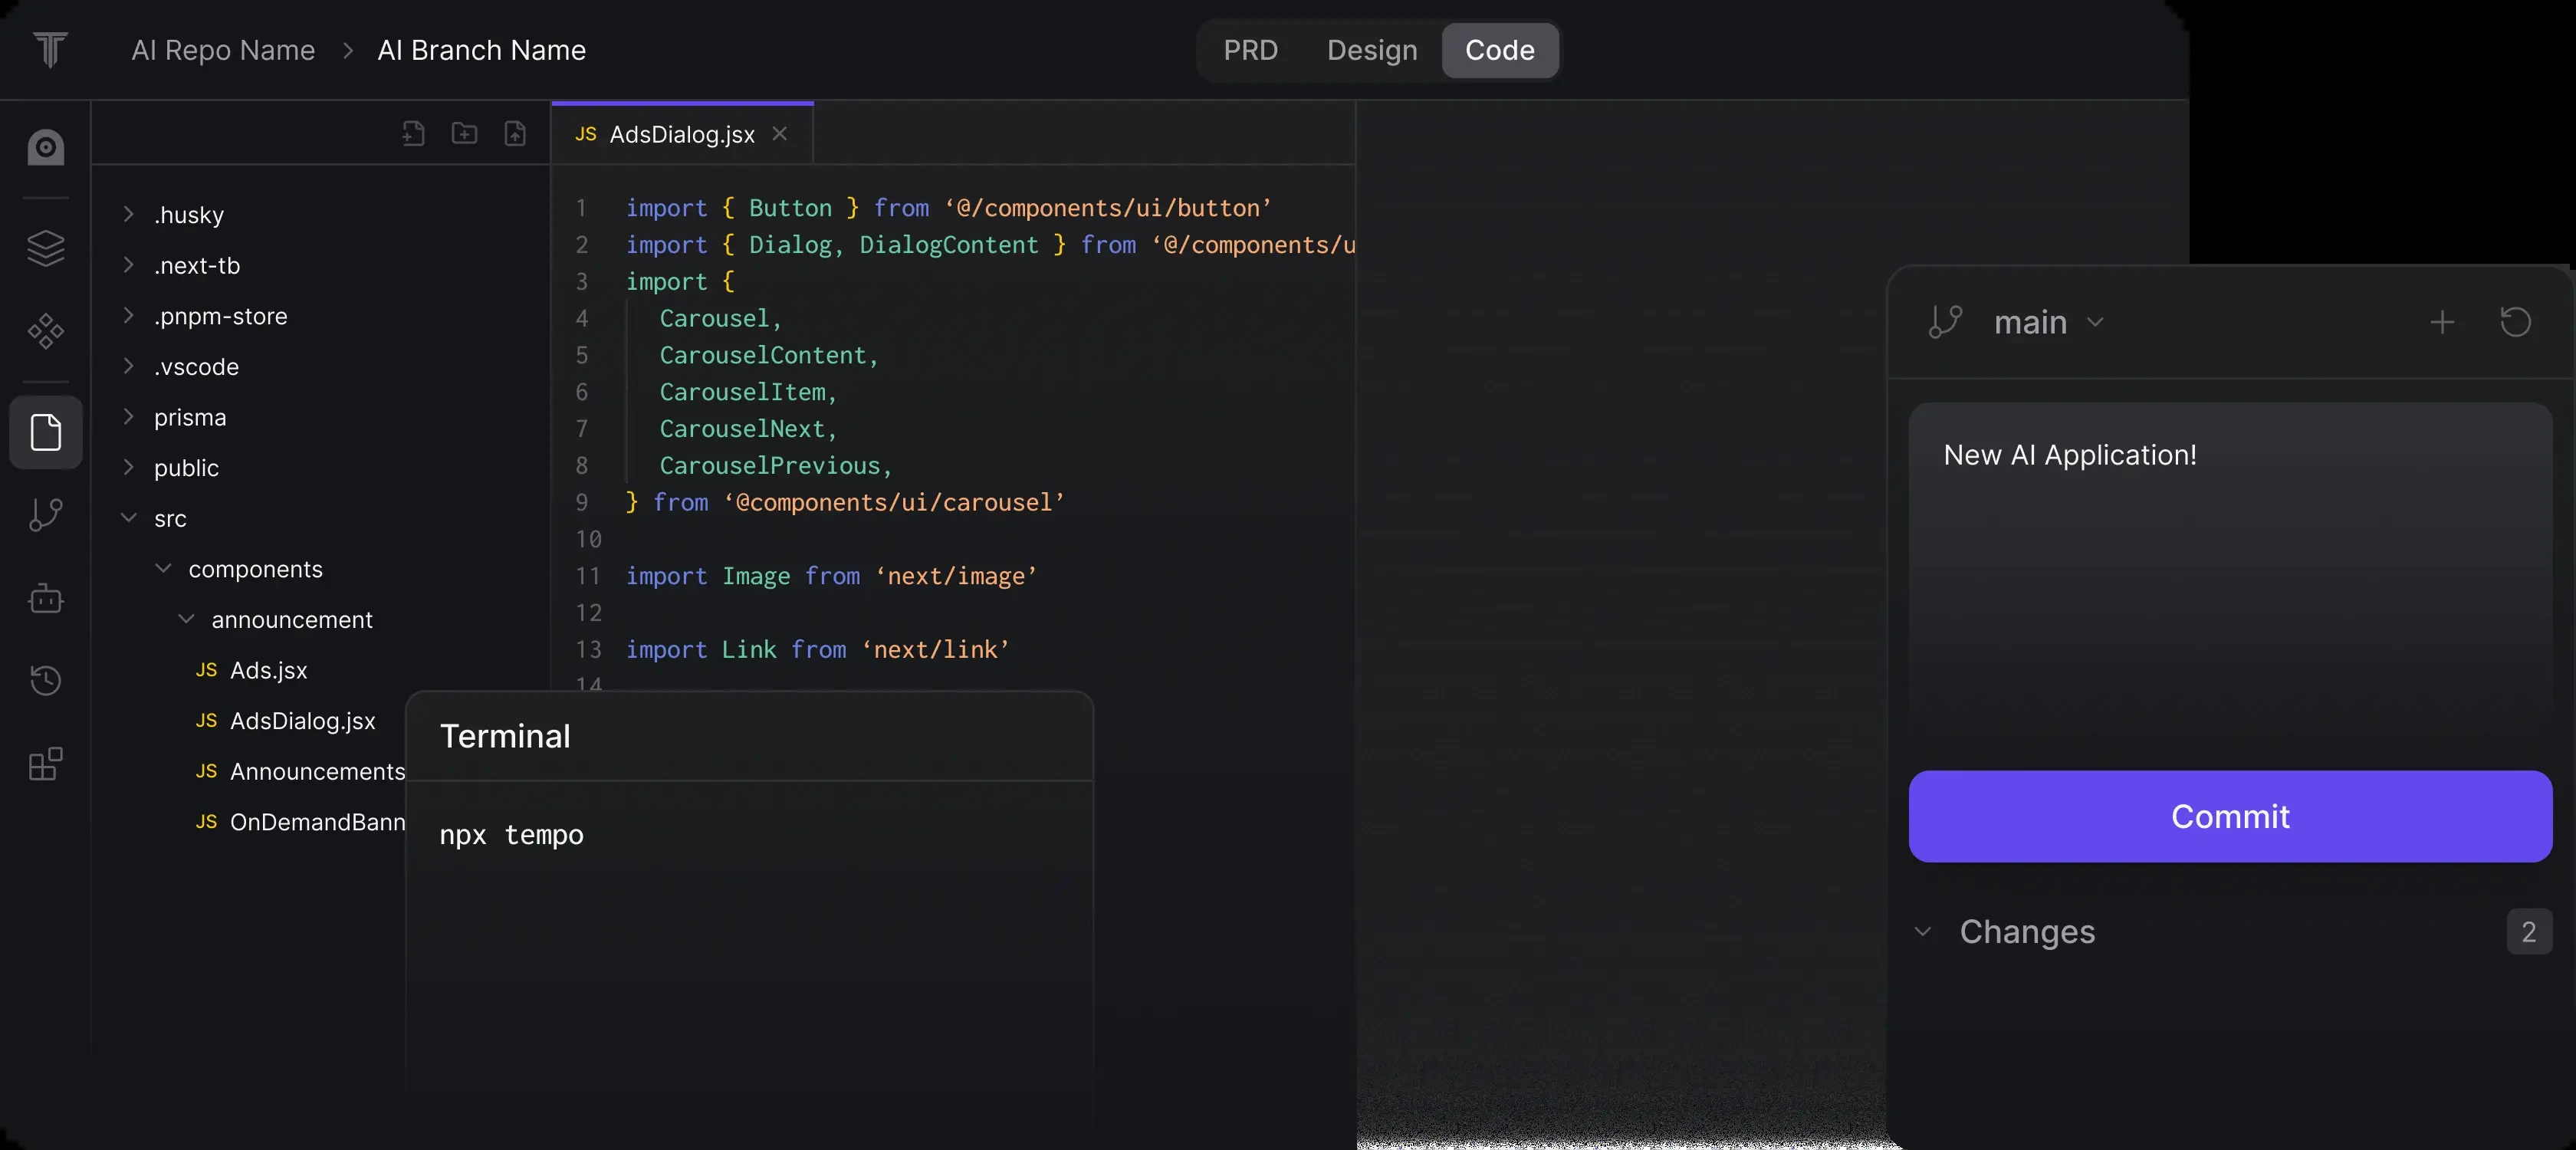 AI Repo Name > AI Branch Name
PRD Design Code
JS AdsDialog.jsx
.husky
.next-tb
.pnpm-store
.vscode
prisma
public
src
components
announcement
JS Ads.jsx
JS AdsDialog.jsx
JS Announcements
JS OnDemandBann
1 import { Button } from ‘@/components/ui/button’
2 import { Dialog, DialogContent } from ‘@/components/u
3 import {
4 Carousel,
5 CarouselContent,
6 CarouselItem,
7 CarouselNext,
8 CarouselPrevious,
9 } from ‘@components/ui/carousel’
10
11 import Image from ‘next/image’
12
13 import Link from ‘next/link’
14
Terminal
npx tempo
main
New AI Application!
Commit
Changes 2